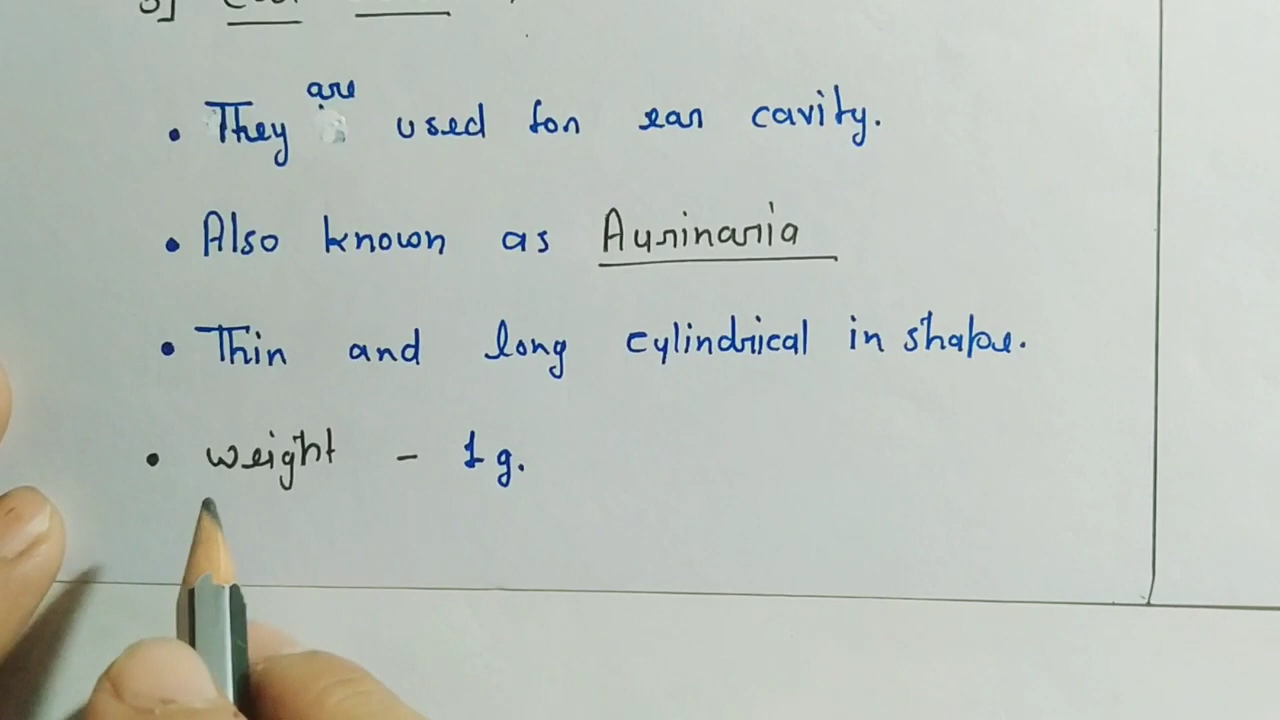 • They are used for ear cavity.
• Also known as Aurinaria
• Thin and long cylindrical in shape.
• weight - 1g.